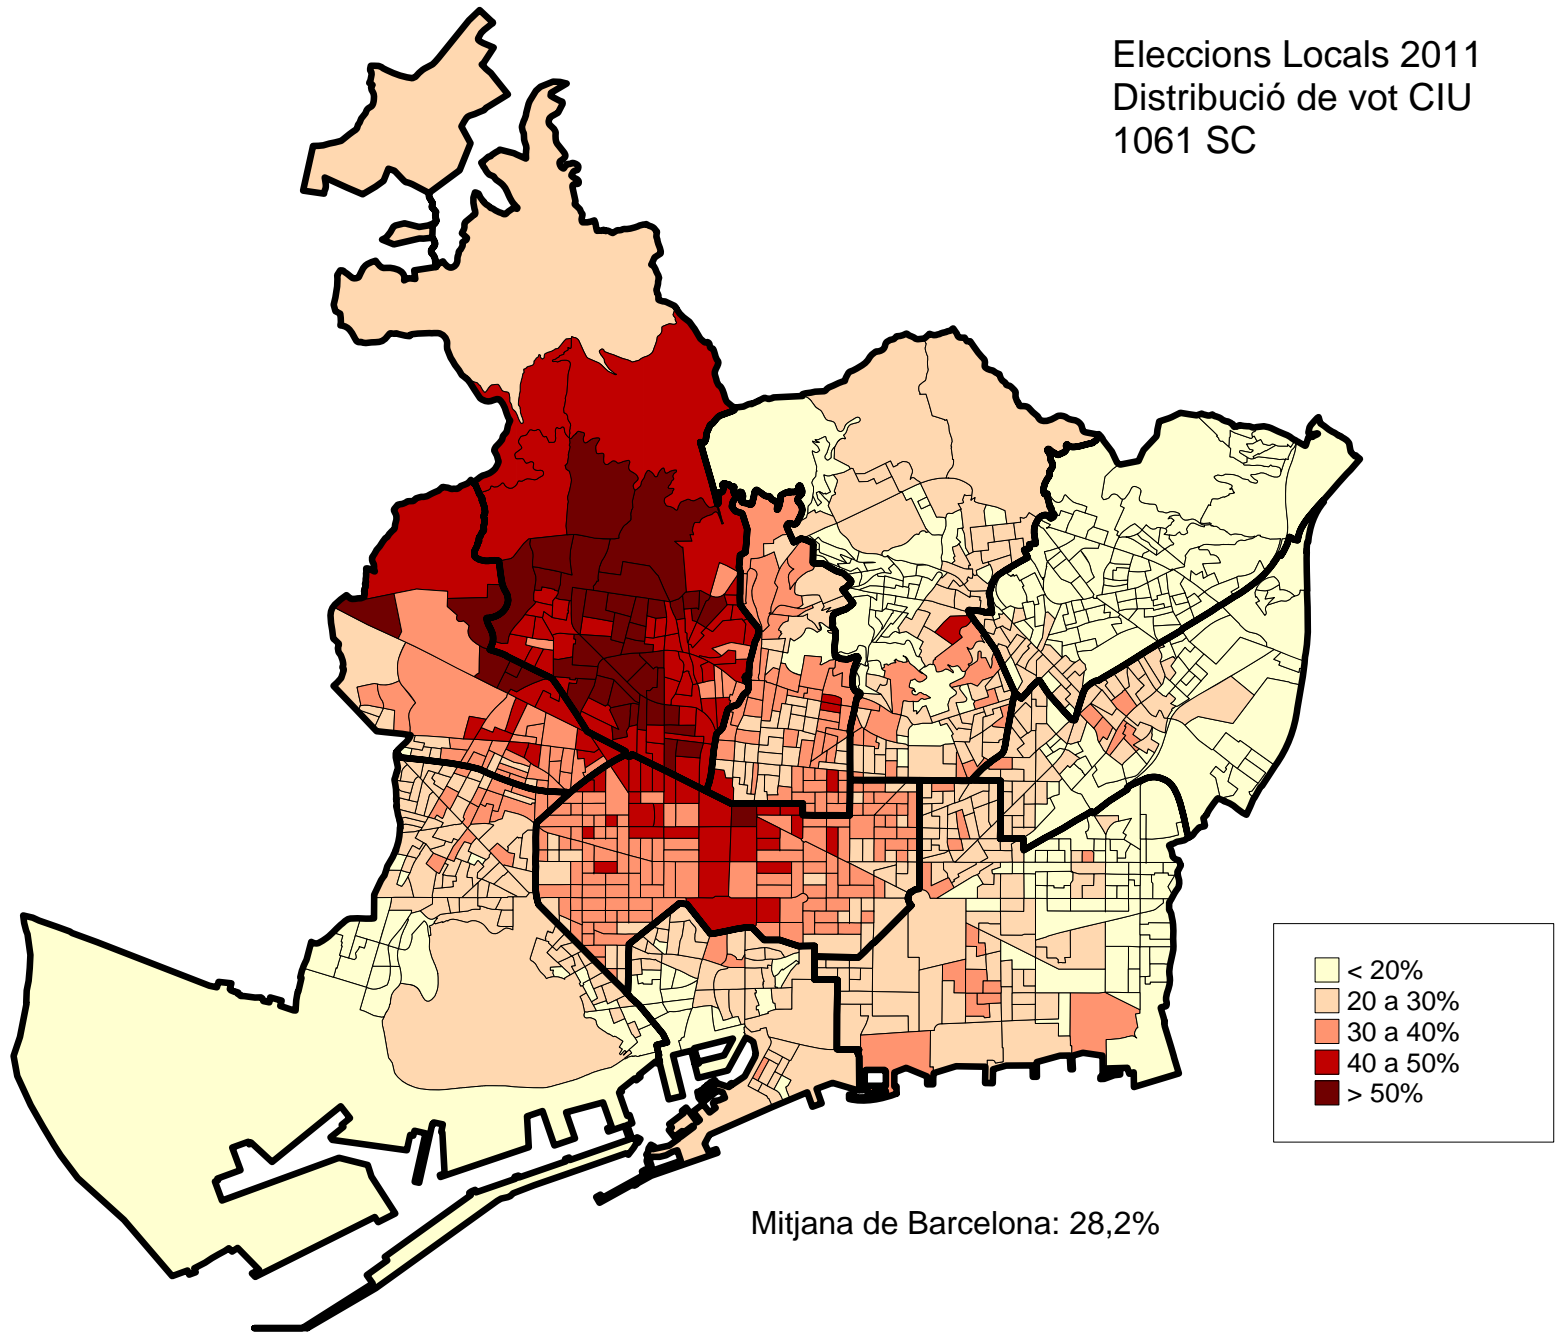 Eleccions Locals 2011
Distribució de vot CIU
1061 SC
< 20%
20 a 30%
30 a 40%
40 a 50%
> 50%
Mitjana de Barcelona: 28,2%